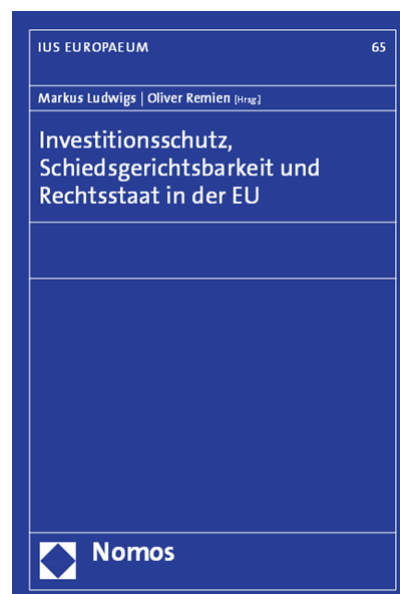 IUS EUROPAEUM 65
Markus Ludwigs | Oliver Remien [Hrsg.]
Investitionsschutz,
Schiedsgerichtsbarkeit und
Rechtsstaat in der EU
Nomos